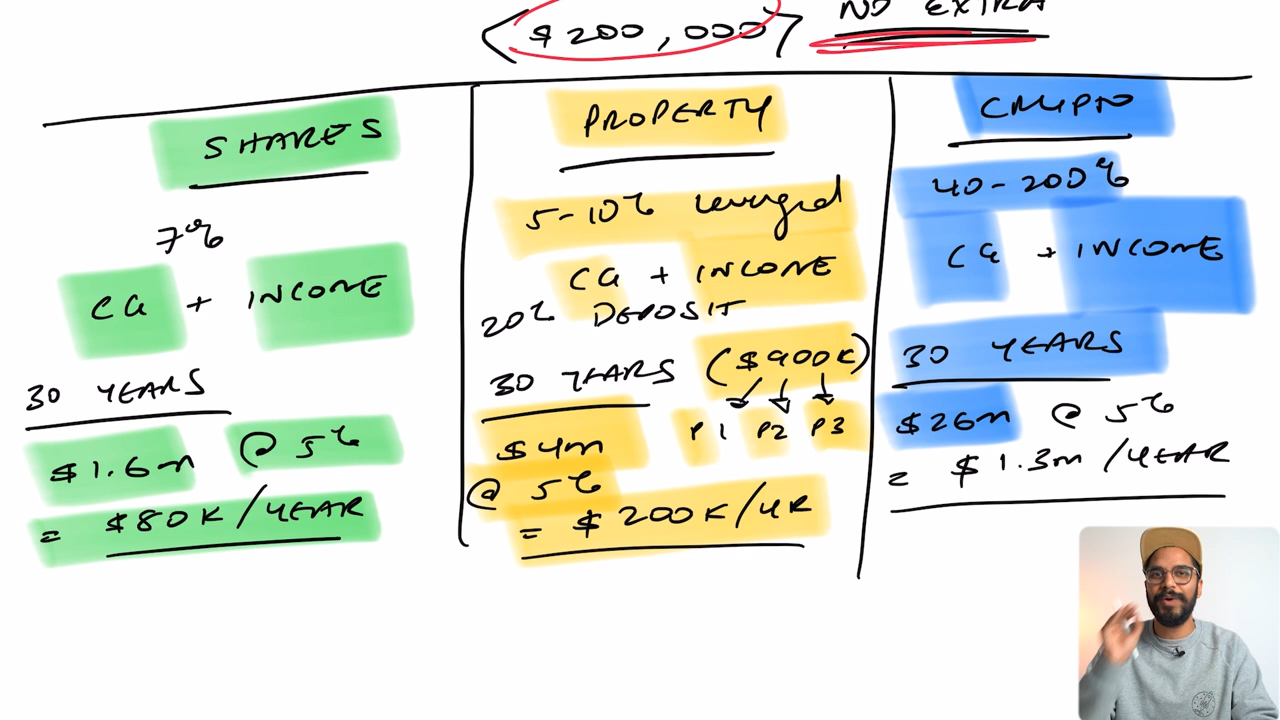 $200,000
NO EXTRA
SHARES
7%
CG + INCOME
30 YEARS
$1.6m @ 5%
= $80K/YEAR
PROPERTY
5-10% leveraged
CG + INCOME
20% DEPOSIT
30 YEARS ($900K)
P1 P2 P3
$4m
@ 5%
= $200K/YR
CRYPTO
40-200%
CG + INCOME
30 YEARS
$26m @ 5%
= $1.3m/YEAR